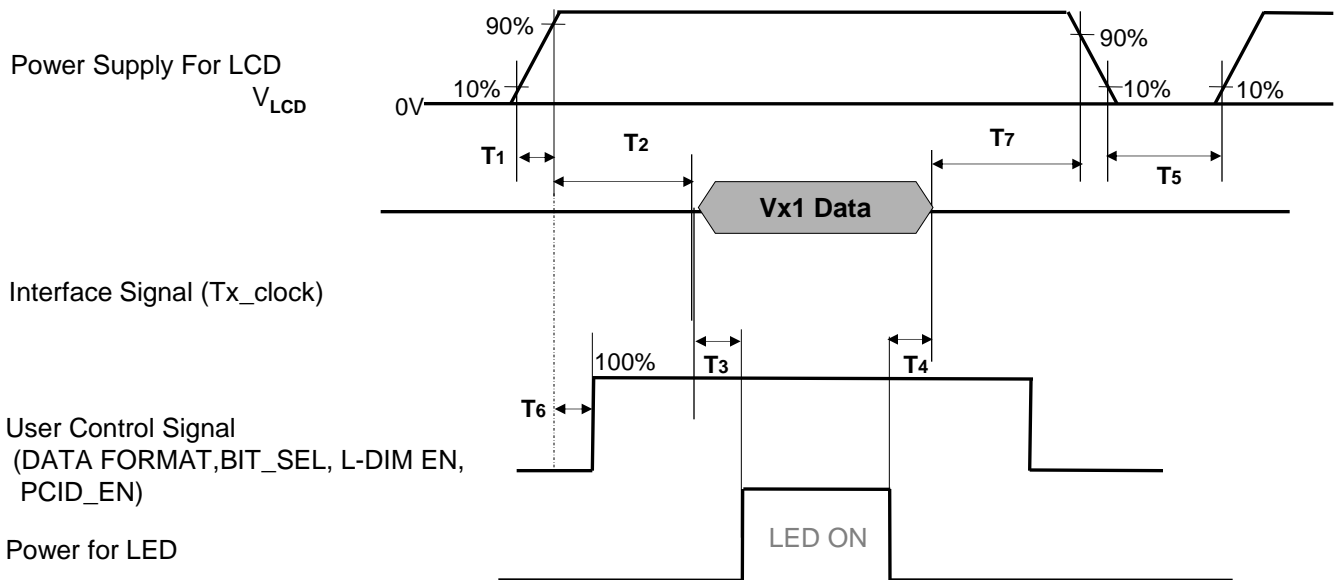 90%
90%
Power Supply For LCD
10%
10%
10%
VLCD
0V
T1
T2
T7
T5
Vx1 Data
Interface Signal (Tx_clock)
100%
T3
T4
T6
User Control Signal
(DATA FORMAT,BIT_SEL, L-DIM EN,
PCID_EN)
LED ON
Power for LED